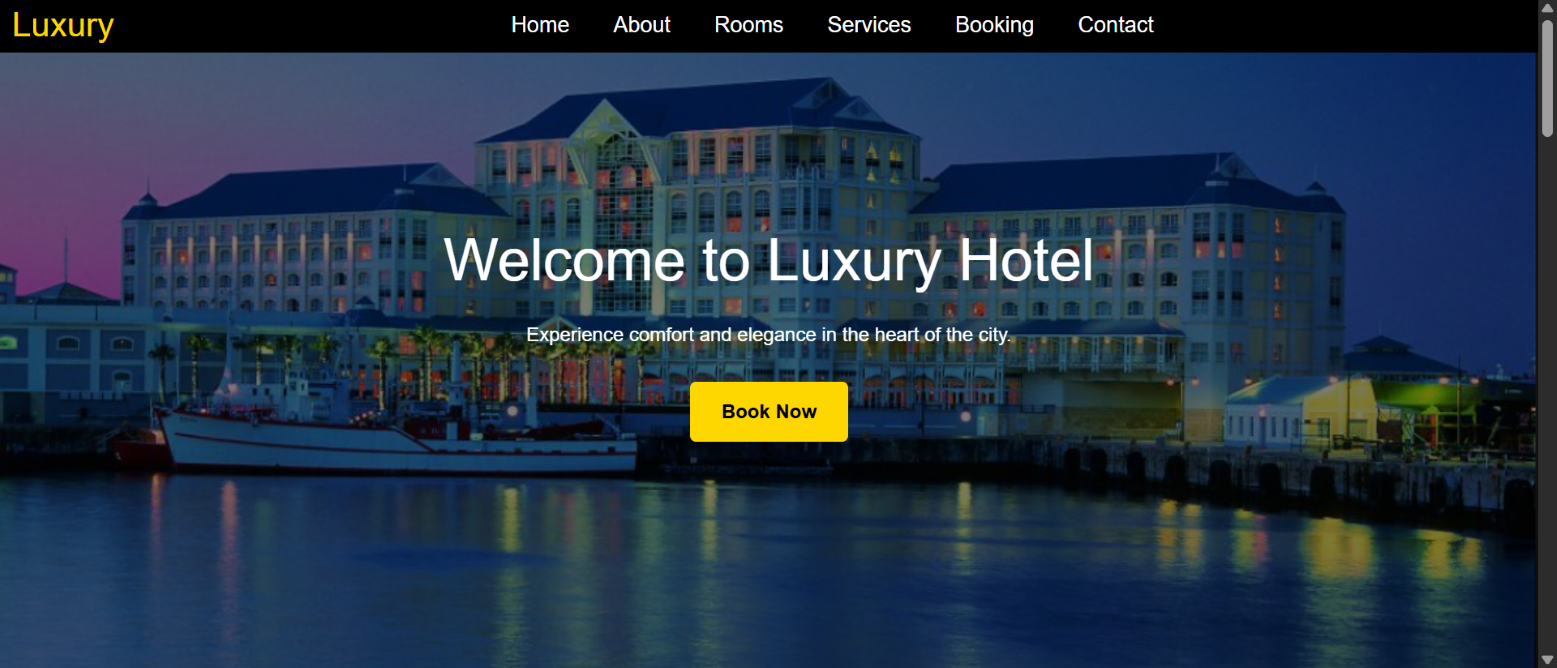 Luxury Home About Rooms Services Booking Contact
Welcome to Luxury Hotel
Experience comfort and elegance in the heart of the city.
Book Now